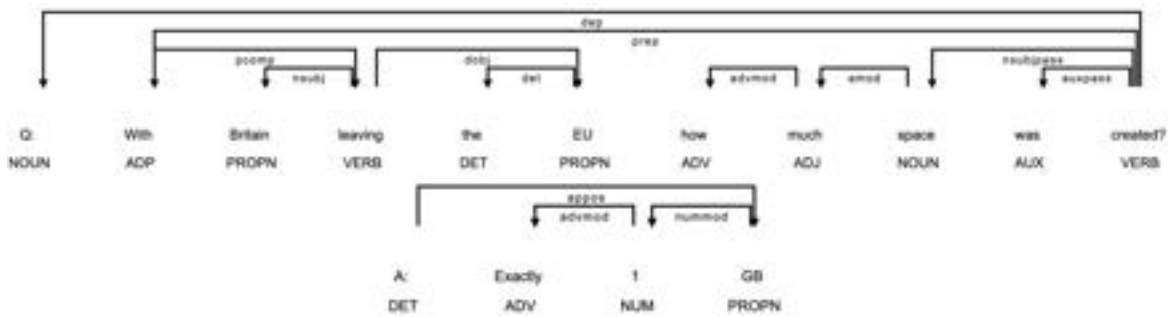 dep
prep
pcomp dobj nsubjpass
nsubj det advmod amod auxpass
Q: With Britain leaving the EU how much space was created?
NOUN ADP PROPN VERB DET PROPN ADV ADJ NOUN AUX VERB
appos
advmod nummod
A: Exactly 1 GB
DET ADV NUM PROPN